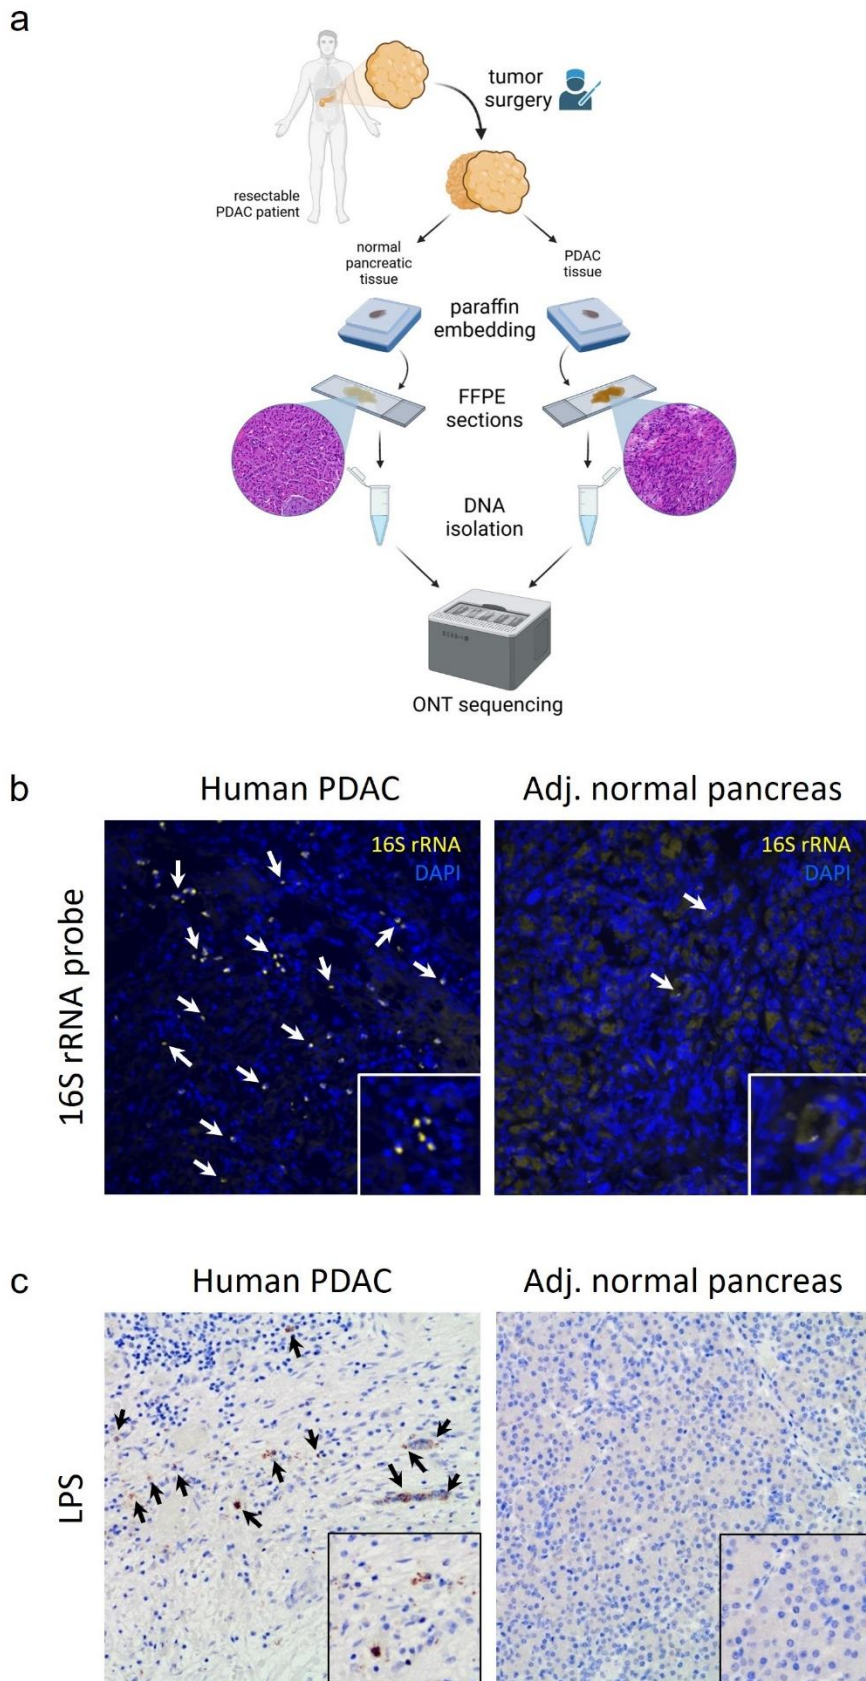 a
tumor
surgery
resectable
PDAC patient
normal
pancreatic
tissue
PDAC
tissue
paraffin
embedding
FFPE
sections
DNA
isolation
ONT sequencing
b
Human PDAC
Adj. normal pancreas
16S rRNA probe
16S rRNA
DAPI
16S rRNA
DAPI
c
Human PDAC
Adj. normal pancreas
LPS